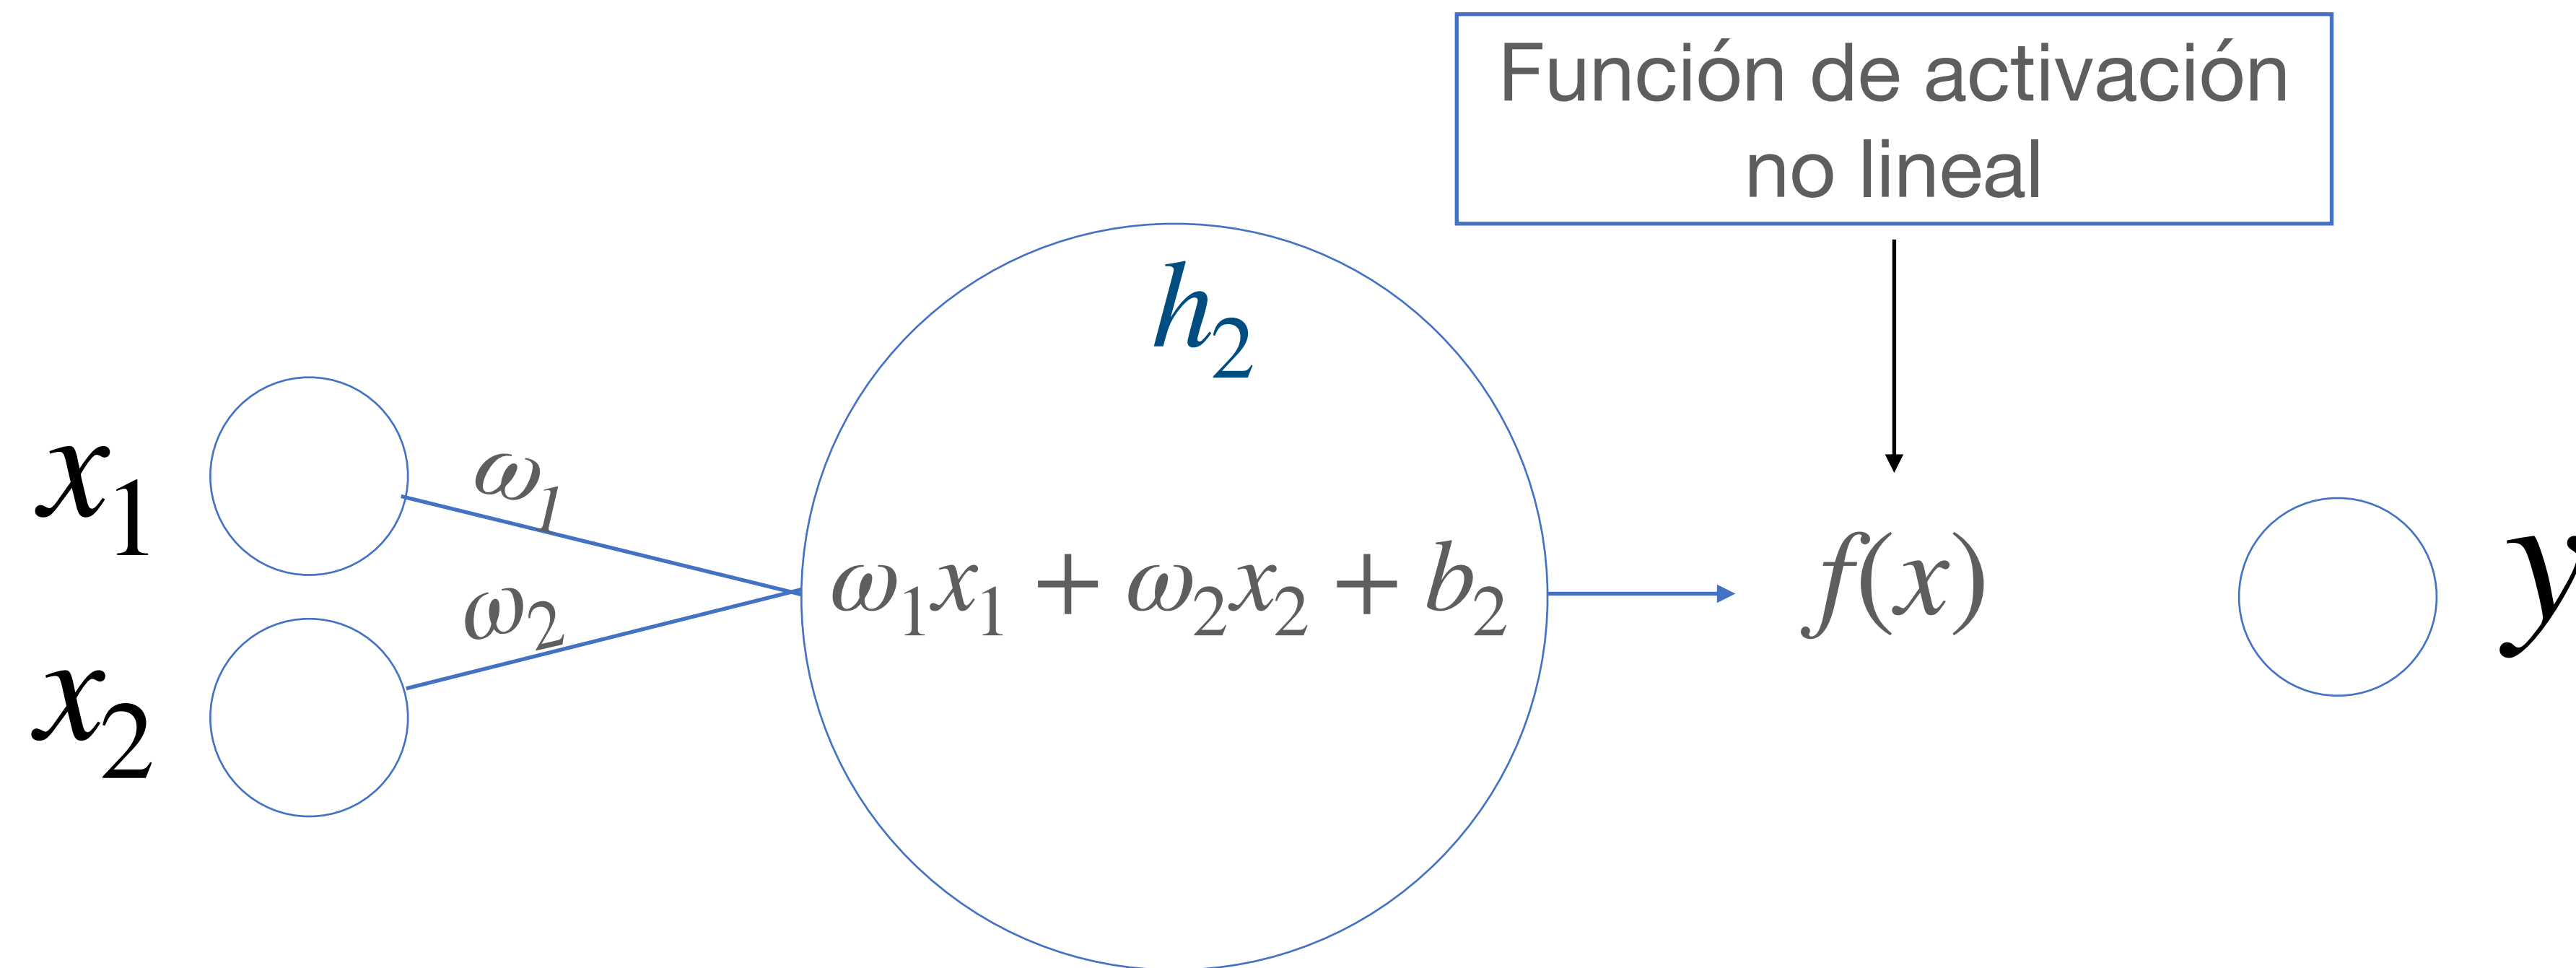 Función de activación
no lineal
h₂
x₁
ω₁
ω₂
x₂
ω₁x₁ + ω₂x₂ + b₂
f(x)
y